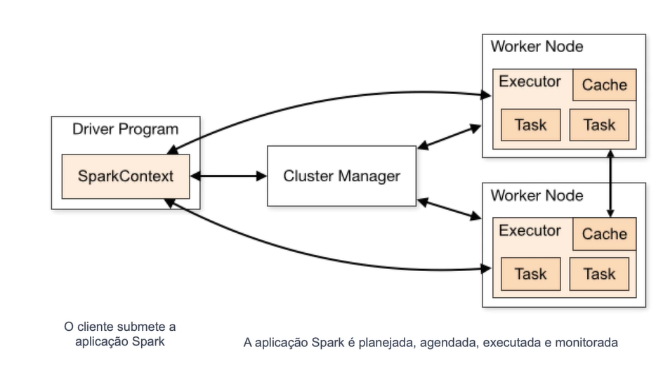 Driver Program
SparkContext
Cluster Manager
Worker Node
Executor
Cache
Task
Task
Worker Node
Executor
Cache
Task
Task
O cliente submete a
aplicação Spark
A aplicação Spark é planejada, agendada, executada e monitorada